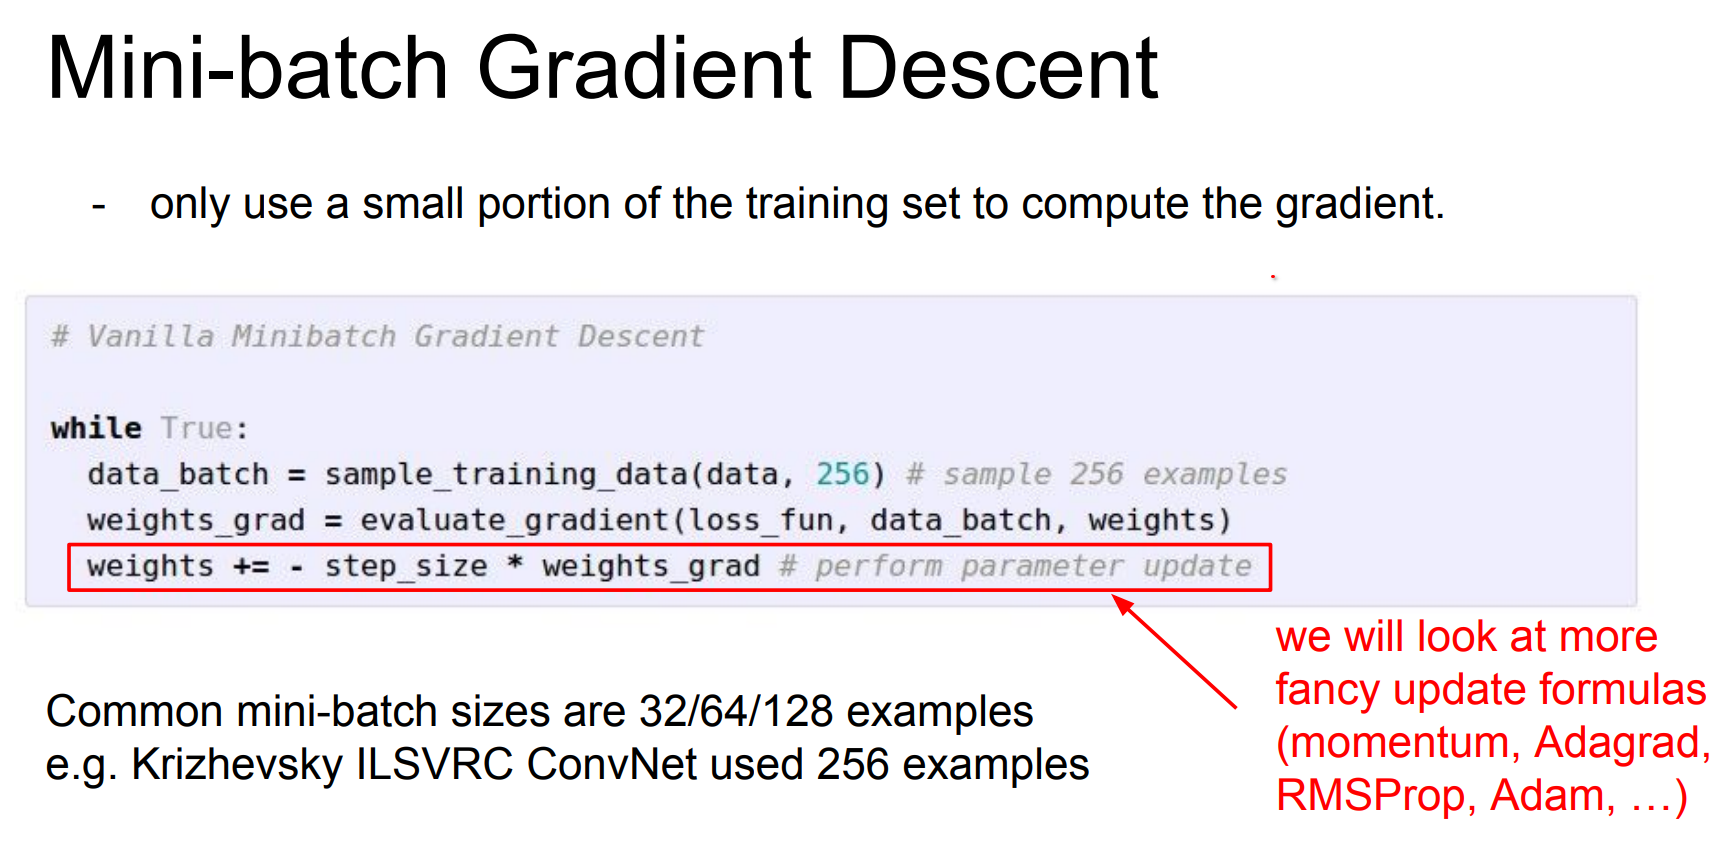 Mini-batch Gradient Descent
- only use a small portion of the training set to compute the gradient.
# Vanilla Minibatch Gradient Descent
while True:
data_batch = sample_training_data(data, 256) # sample 256 examples
weights_grad = evaluate_gradient(loss_fun, data_batch, weights)
weights += - step_size * weights_grad # perform parameter update
we will look at more
fancy update formulas
(momentum, Adagrad,
RMSProp, Adam, …)
Common mini-batch sizes are 32/64/128 examples
e.g. Krizhevsky ILSVRC ConvNet used 256 examples